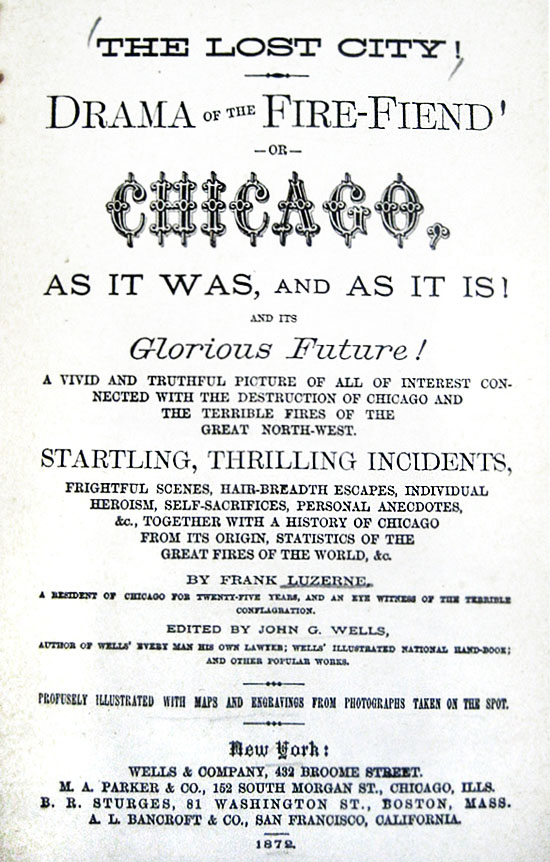 THE LOST CITY!
DRAMA OF THE FIRE-FIEND'
—OR—
CHICAGO,
AS IT WAS, AND AS IT IS!
AND ITS
Glorious Future!
A VIVID AND TRUTHFUL PICTURE OF ALL OF INTEREST CON-
NECTED WITH THE DESTRUCTION OF CHICAGO AND
THE TERRIBLE FIRES OF THE
GREAT NORTH-WEST.
STARTLING, THRILLING INCIDENTS,
FRIGHTFUL SCENES, HAIR-BREADTH ESCAPES, INDIVIDUAL
HEROISM, SELF-SACRIFICES, PERSONAL ANECDOTES,
&c., TOGETHER WITH A HISTORY OF CHICAGO
FROM ITS ORIGIN, STATISTICS OF THE
GREAT FIRES OF THE WORLD, &c.
BY FRANK LUZERNE,
A RESIDENT OF CHICAGO FOR TWENTY-FIVE YEARS, AND AN EYE WITNESS OF THE TERRIBLE
CONFLAGRATION.
EDITED BY JOHN G. WELLS,
AUTHOR OF WELLS' EVERY MAN HIS OWN LAWYER; WELLS' ILLUSTRATED NATIONAL HAND-BOOK;
AND OTHER POPULAR WORKS.
PROFUSELY ILLUSTRATED WITH MAPS AND ENGRAVINGS FROM PHOTOGRAPHS TAKEN ON THE SPOT.
New York:
WELLS & COMPANY, 432 BROOME STREET.
M. A. PARKER & CO., 152 SOUTH MORGAN ST., CHICAGO, ILLS.
B. R. STURGES, 81 WASHINGTON ST., BOSTON, MASS.
A. L. BANCROFT & CO., SAN FRANCISCO, CALIFORNIA.
1872.